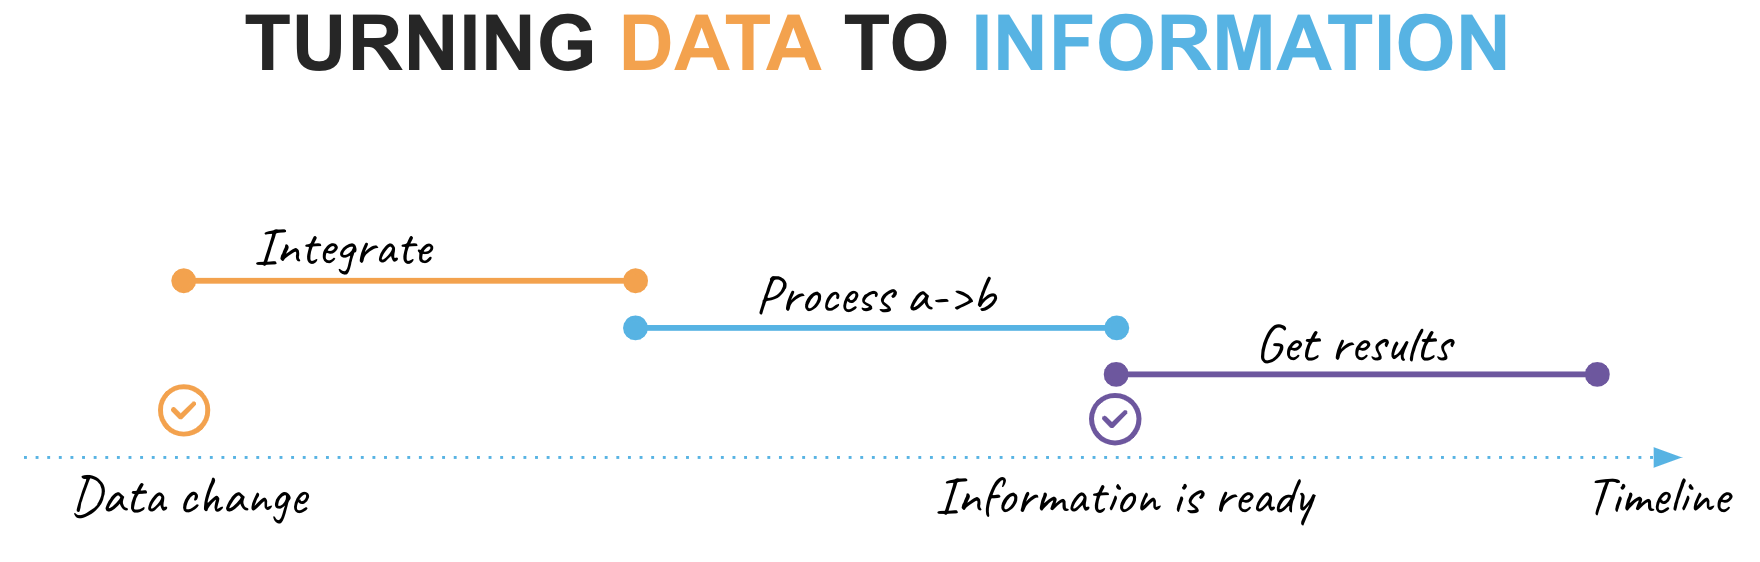 TURNING DATA TO INFORMATION
Integrate
Process a->b
Get results
Data change
Information is ready
Timeline